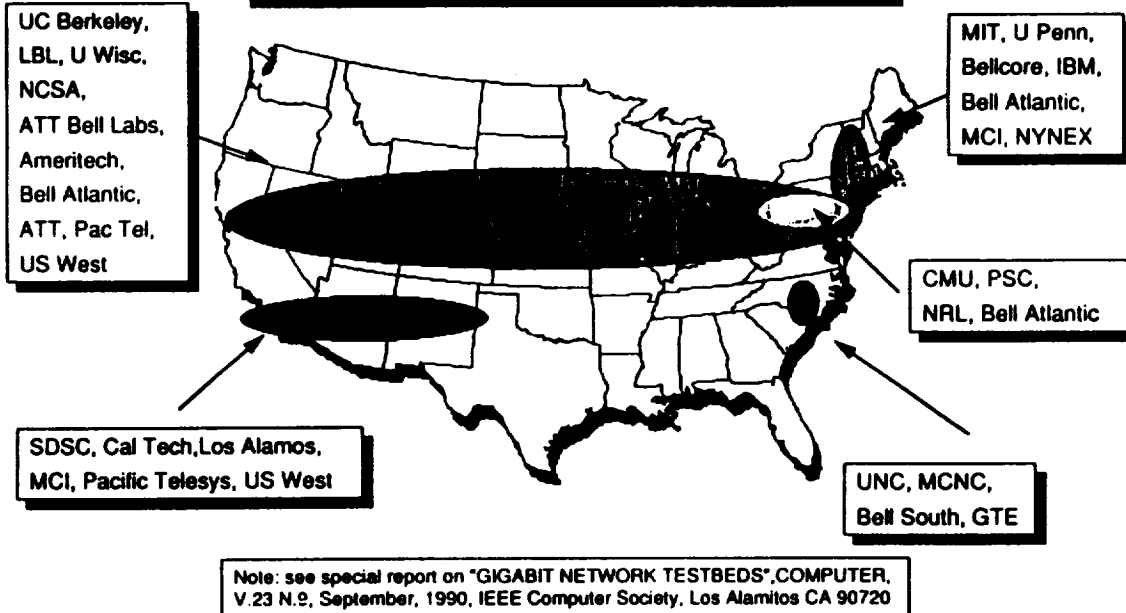 UC Berkeley,
LBL, U Wisc,
NCSA,
ATT Bell Labs,
Ameritech,
Bell Atlantic,
ATT, Pac Tel,
US West
MIT, U Penn,
Bellcore, IBM,
Bell Atlantic,
MCI, NYNEX
CMU, PSC,
NRL, Bell Atlantic
SDSC, Cal Tech,Los Alamos,
MCI, Pacific Telesys, US West
UNC, MCNC,
Bell South, GTE
Note: see special report on "GIGABIT NETWORK TESTBEDS",COMPUTER,
V.23 N.9, September, 1990, IEEE Computer Society, Los Alamitos CA 90720